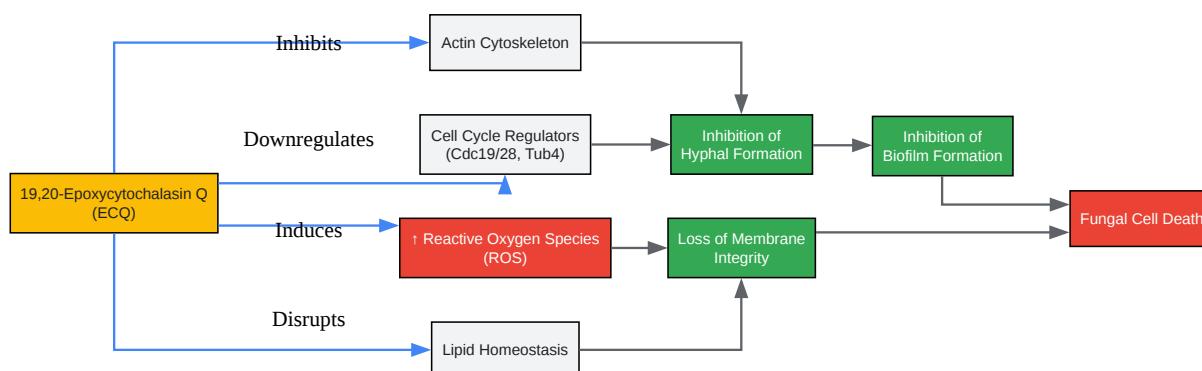 Inhibits
Actin Cytoskeleton
Downregulates
Cell Cycle Regulators
(Cdc19/28, Tub4)
Inhibition of
Hyphal Formation
Inhibition of
Biofilm Formation
19,20-Epoxycytochalasin Q
(ECQ)
Induces
↑ Reactive Oxygen Species
(ROS)
Loss of Membrane
Integrity
Fungal Cell Death
Disrupts
Lipid Homeostasis